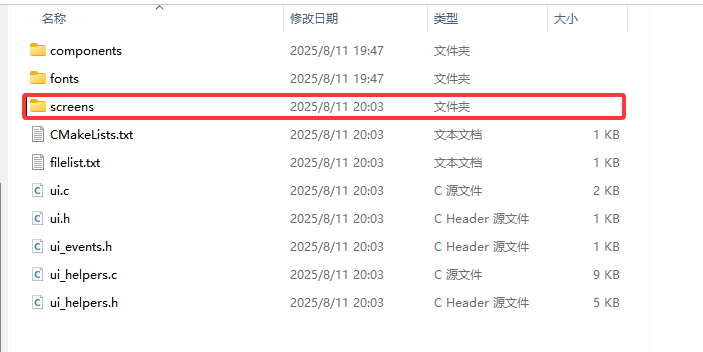 名称 修改日期 类型 大小
components 2025/8/11 19:47 文件夹
fonts 2025/8/11 19:47 文件夹
screens 2025/8/11 20:03 文件夹
CMakeLists.txt 2025/8/11 20:03 文本文档 1 KB
filelist.txt 2025/8/11 20:03 文本文档 1 KB
ui.c 2025/8/11 20:03 C 源文件 2 KB
ui.h 2025/8/11 20:03 C Header 源文件 1 KB
ui_events.h 2025/8/11 20:03 C Header 源文件 1 KB
ui_helpers.c 2025/8/11 20:03 C 源文件 9 KB
ui_helpers.h 2025/8/11 20:03 C Header 源文件 5 KB